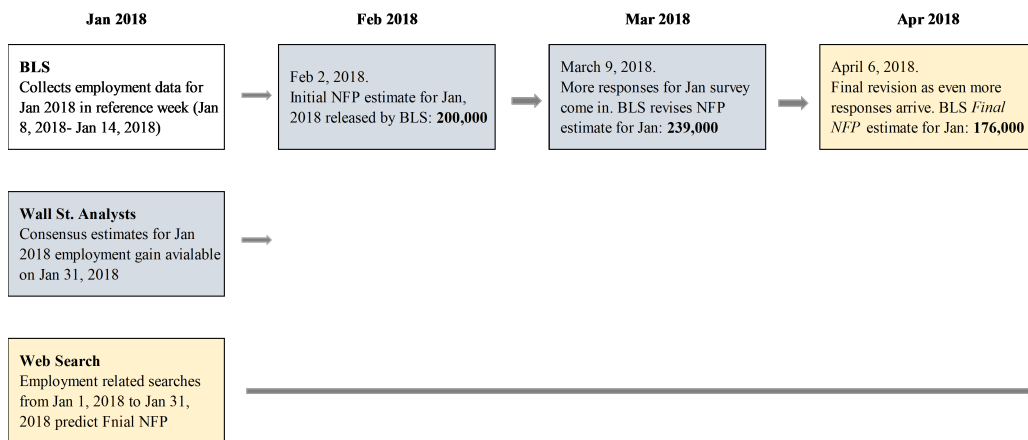 Jan 2018
Feb 2018
Mar 2018
Apr 2018
BLS
Collects employment data for
Jan 2018 in reference week (Jan
8, 2018- Jan 14, 2018)
Feb 2, 2018.
Initial NFP estimate for Jan,
2018 released by BLS: 200,000
March 9, 2018.
More responses for Jan survey
come in. BLS revises NFP
estimate for Jan: 239,000
April 6, 2018.
Final revision as even more
responses arrive. BLS Final
NFP estimate for Jan: 176,000
Wall St. Analysts
Consensus estimates for Jan
2018 employment gain avialable
on Jan 31, 2018
Web Search
Employment related searches
from Jan 1, 2018 to Jan 31,
2018 predict Fnial NFP